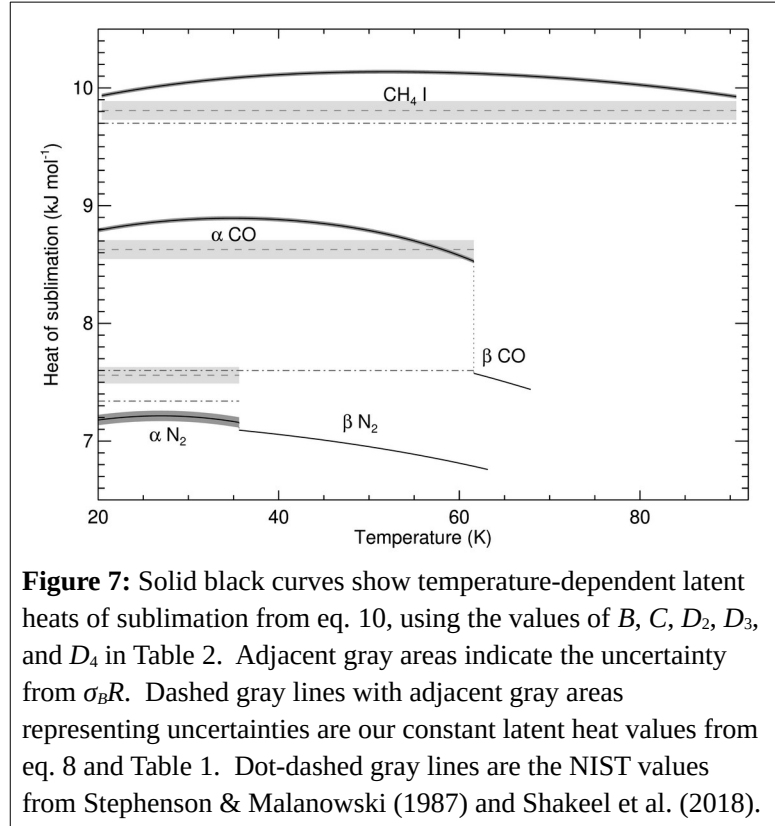 10
9
8
7
Heat of sublimation (kJ mol⁻¹)
CH₄ I
α CO
β CO
α N₂
β N₂
20
40
60
80
Temperature (K)
Figure 7: Solid black curves show temperature-dependent latent
heats of sublimation from eq. 10, using the values of B, C, D₂, D₃,
and D₄ in Table 2. Adjacent gray areas indicate the uncertainty
from σ_BR. Dashed gray lines with adjacent gray areas
representing uncertainties are our constant latent heat values from
eq. 8 and Table 1. Dot-dashed gray lines are the NIST values
from Stephenson & Malanowski (1987) and Shakeel et al. (2018).